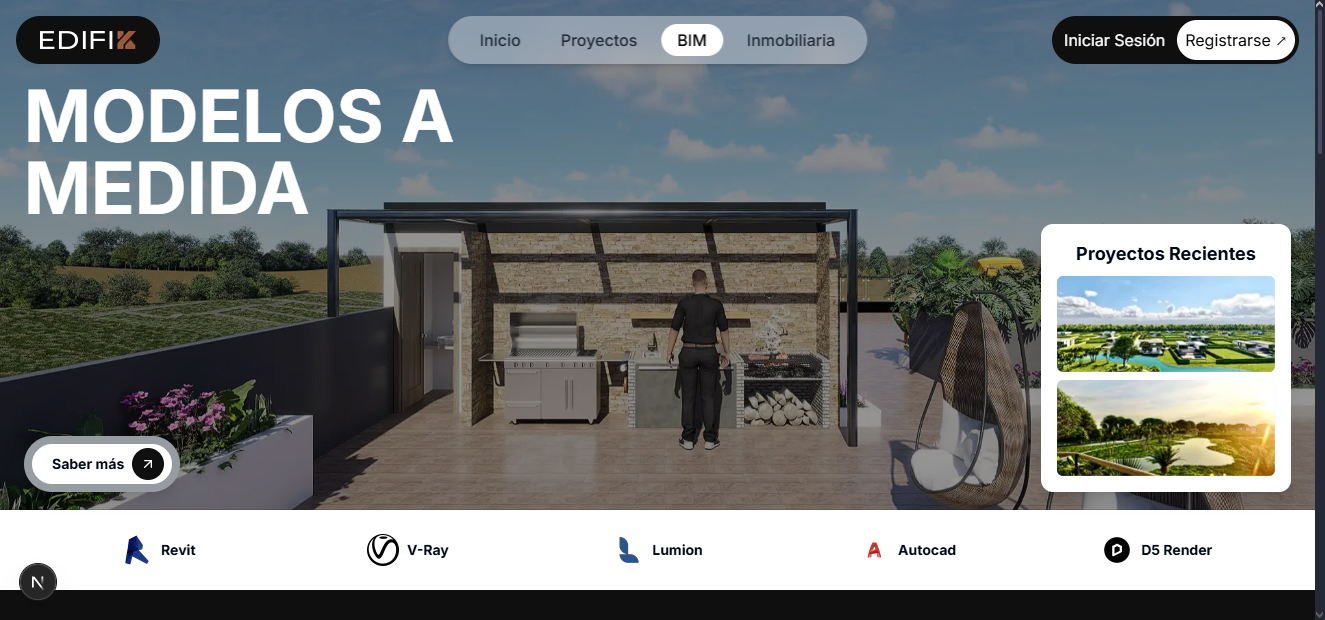 EDIFIK
Inicio
Proyectos
BIM
Inmobiliaria
Iniciar Sesión
Registrarse ↗
MODELOS A
MEDIDA
Proyectos Recientes
Saber más
Revit
V-Ray
Lumion
Autocad
D5 Render
N